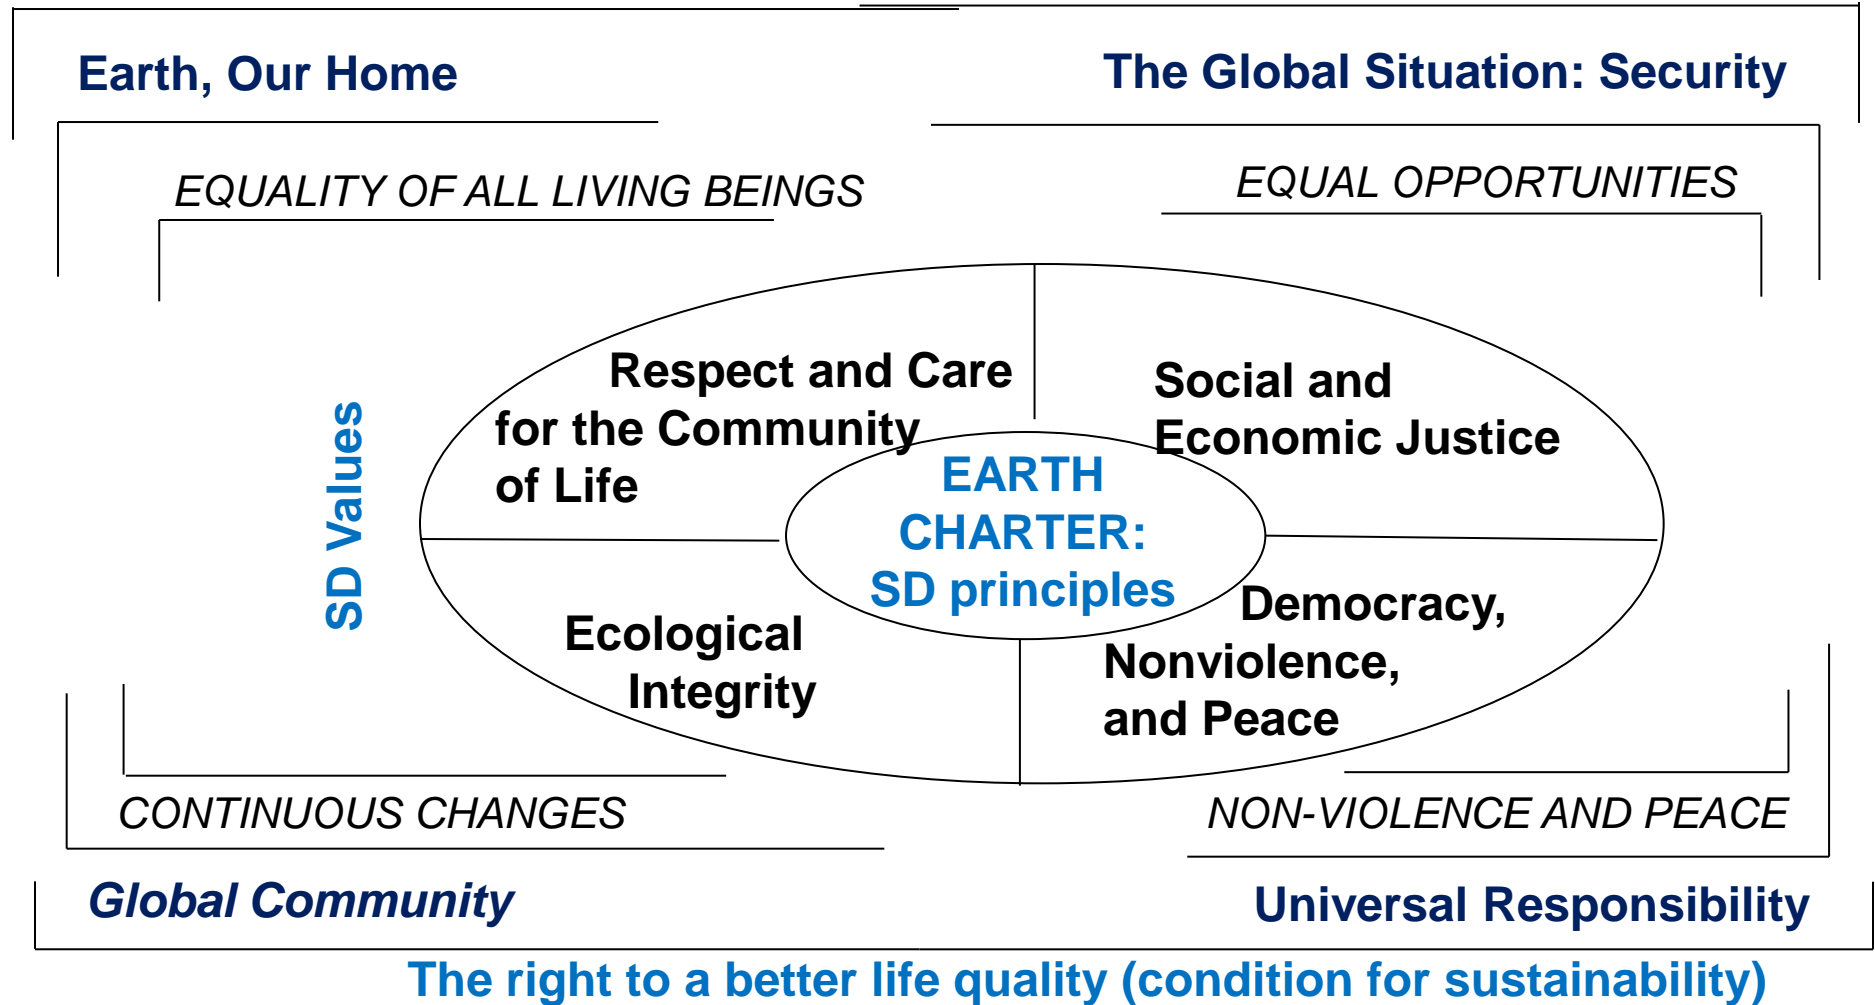 Earth, Our Home
The Global Situation: Security
EQUALITY OF ALL LIVING BEINGS
EQUAL OPPORTUNITIES
SD Values
Respect and Care
for the Community
of Life
Social and
Economic Justice
EARTH
CHARTER:
SD principles
Ecological
Integrity
Democracy,
Nonviolence,
and Peace
CONTINUOUS CHANGES
NON-VIOLENCE AND PEACE
Global Community
Universal Responsibility
The right to a better life quality (condition for sustainability)